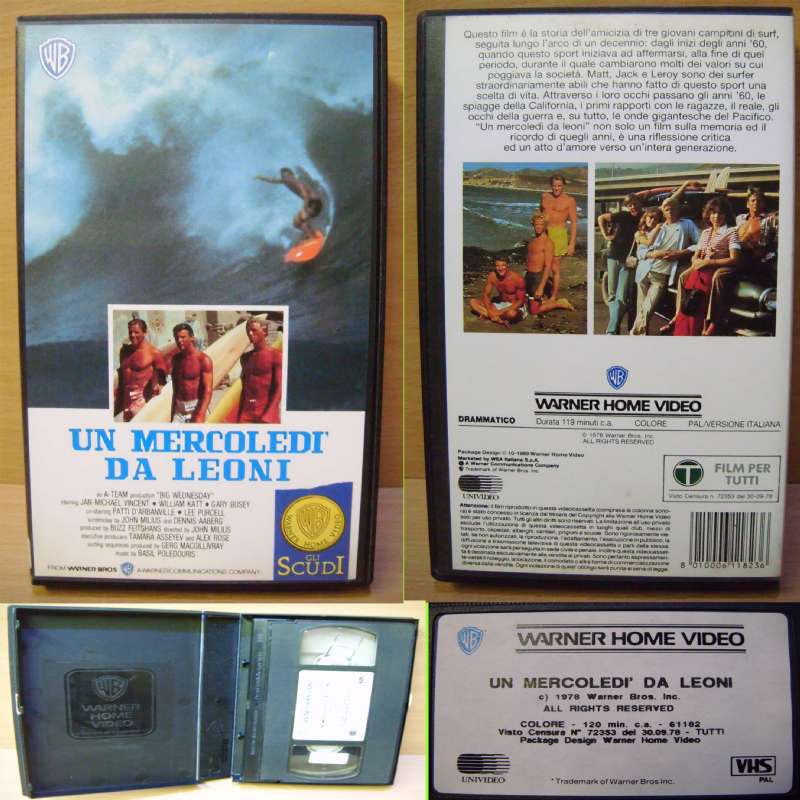 WB
UN MERCOLEDI'
DA LEONI
an A-TEAM production "BIG WEDNESDAY"
starring JAN-MICHAEL VINCENT • WILLIAM KATT • GARY BUSEY
co-starring PATTI D'ARBANVILLE • LEE PURCELL
screenplay by JOHN MILIUS and DENNIS AABERG
produced by BUZZ FEITSHANS directed by JOHN MILIUS
executive producers TAMARA ASSEYEV and ALEX ROSE
surfing sequences produced by GERG MACGILLIVRAY
music by BASIL POLEDOURIS
FROM WARNER BROS A WARNER COMMUNICATIONS COMPANY
WARNER HOME VIDEO
GLI
SCUDI
Questo film è la storia dell'amicizia di tre giovani campioni di surf,
seguita lungo l'arco di un decennio: dagli inizi degli anni '60,
quando questo sport iniziava ad affermarsi, alla fine di quel
periodo, durante il quale cambiarono molti dei valori su cui
poggiava la società. Matt, Jack e Leroy sono dei surfer
straordinariamente abili che hanno fatto di questo sport una
scelta di vita. Attraverso i loro occhi passano gli anni '60, le
spiagge della California, i primi rapporti con le ragazze, il reale, gli
occhi della guerra e, su tutto, le onde gigantesche del Pacifico.
"Un mercoledì da leoni" non solo un film sulla memoria ed il
ricordo di quegli anni, è una riflessione critica
ed un atto d'amore verso un'intera generazione.
WB
WARNER HOME VIDEO
DRAMMATICO Durata 119 minuti c.a. COLORE PAL/VERSIONE ITALIANA
© 1978 Warner Bros. Inc.
ALL RIGHTS RESERVED
Package Design © 10-1989 Warner Home Video
Marketed by WEA Italiana S.p.A.
A Warner Communications Company
® Trademark of Warner Bros. Inc.
UNIVIDEO
T FILM PER
TUTTI
Visto Censura n. 72353 del 30-09-78
8 010006 118236
WB
WARNER
HOME
VIDEO
WB WARNER HOME VIDEO
UN MERCOLEDI' DA LEONI
c) 1978 Warner Bros. Inc.
ALL RIGHTS RESERVED
COLORE - 120 min. c.a. - 61182
Visto Censura N° 72353 del 30.09.78 - TUTTI
Package Design Warner Home Video
UNIVIDEO
* Trademark of Warner Bros Inc.
VHS
PAL